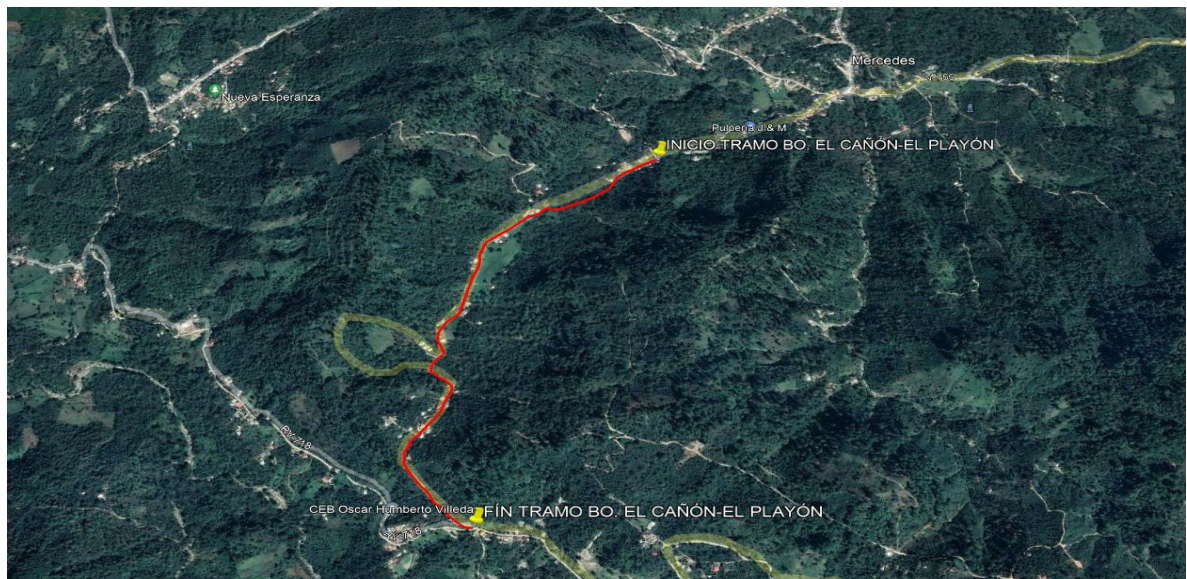 Mercedes
Nueva Esperanza
Pulpería J & M
INICIO TRAMO BO. EL CAÑÓN-EL PLAYÓN
CEB Oscar Humberto Villeda
FÍN TRAMO BO. EL CAÑÓN-EL PLAYÓN